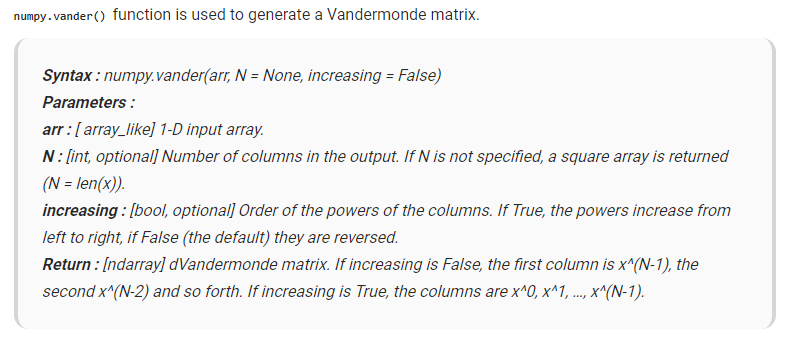 numpy.vander() function is used to generate a Vandermonde matrix.
Syntax : numpy.vander(arr, N = None, increasing = False)
Parameters :
arr : [ array_like] 1-D input array.
N : [int, optional] Number of columns in the output. If N is not specified, a square array is returned
(N = len(x)).
increasing : [bool, optional] Order of the powers of the columns. If True, the powers increase from
left to right, if False (the default) they are reversed.
Return : [ndarray] dVandermonde matrix. If increasing is False, the first column is x^(N-1), the
second x^(N-2) and so forth. If increasing is True, the columns are x^0, x^1, ..., x^(N-1).